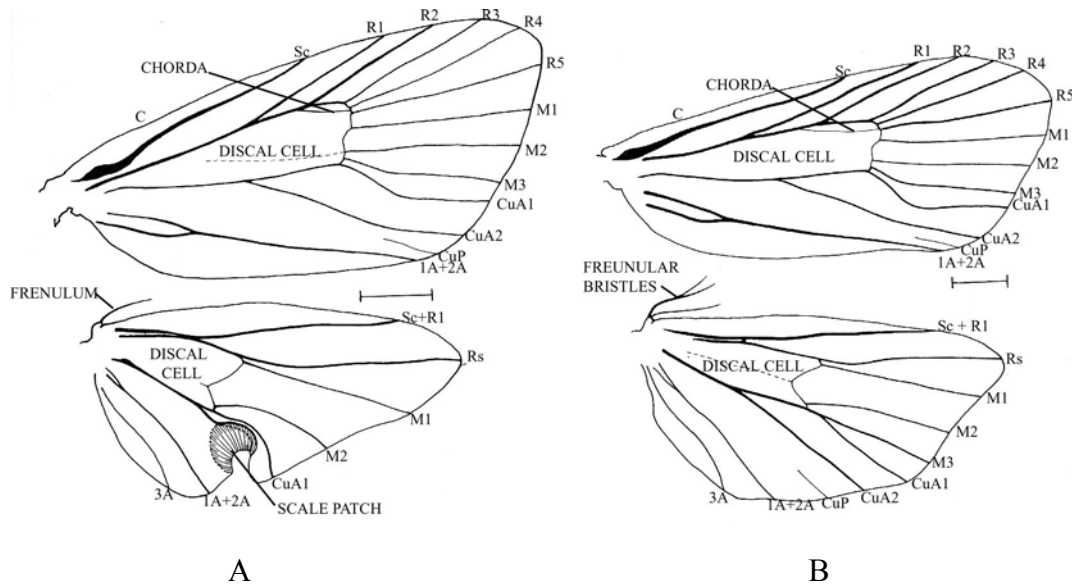 R2
R3
R4
R1
Sc
R5
CHORDA
C
M1
DISCAL CELL
M2
M3
CuA1
CuA2
CuP
1A+2A
FRENULUM
Sc+R1
DISCAL
CELL
Rs
M1
M2
CuA1
3A
1A+2A
SCALE PATCH
A
R1
R2
R3
R4
Sc
R5
CHORDA
C
M1
DISCAL CELL
M2
M3
CuA1
CuA2
CuP
1A+2A
FREUNULAR
BRISTLES
Sc + R1
Rs
DISCAL CELL
M1
M2
M3
CuA1
CuA2
CuP
1A+2A
3A
B